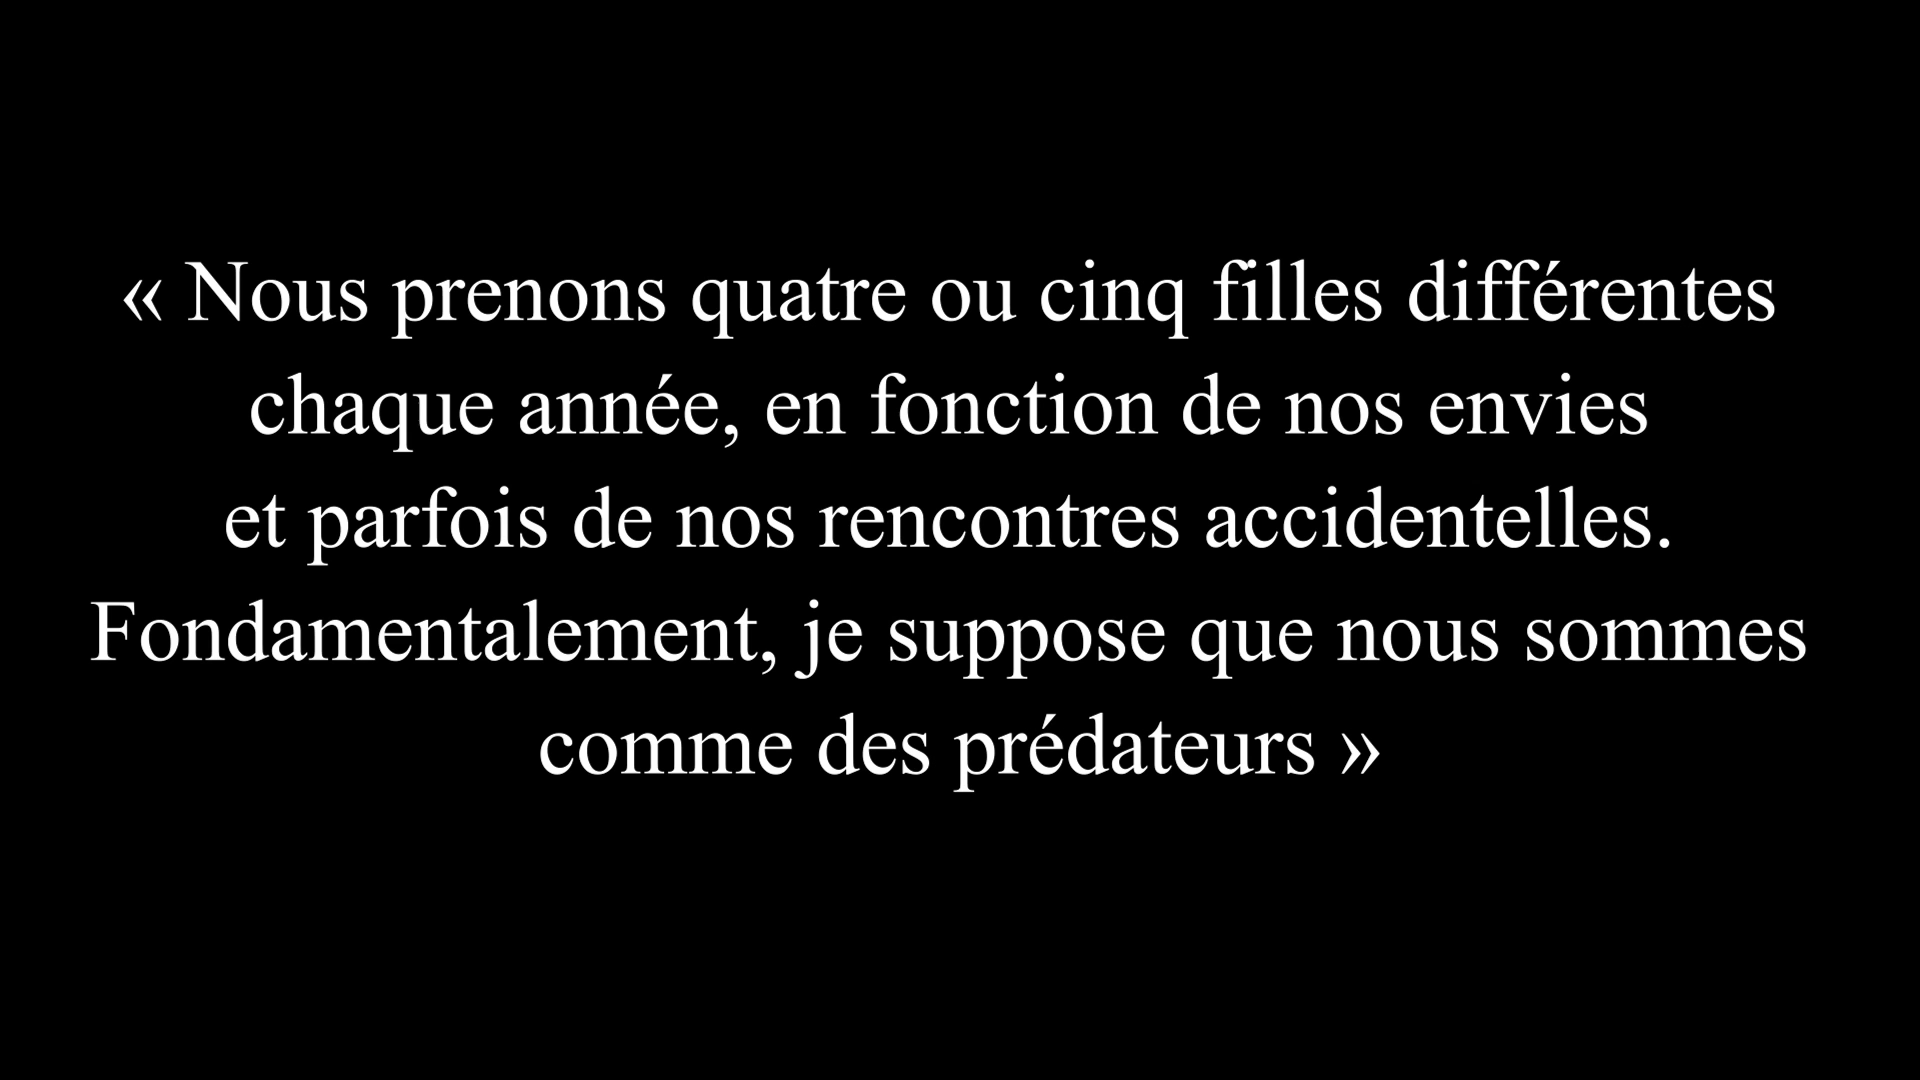 « Nous prenons quatre ou cinq filles différentes
chaque année, en fonction de nos envies
et parfois de nos rencontres accidentelles.
Fondamentalement, je suppose que nous sommes
comme des prédateurs »